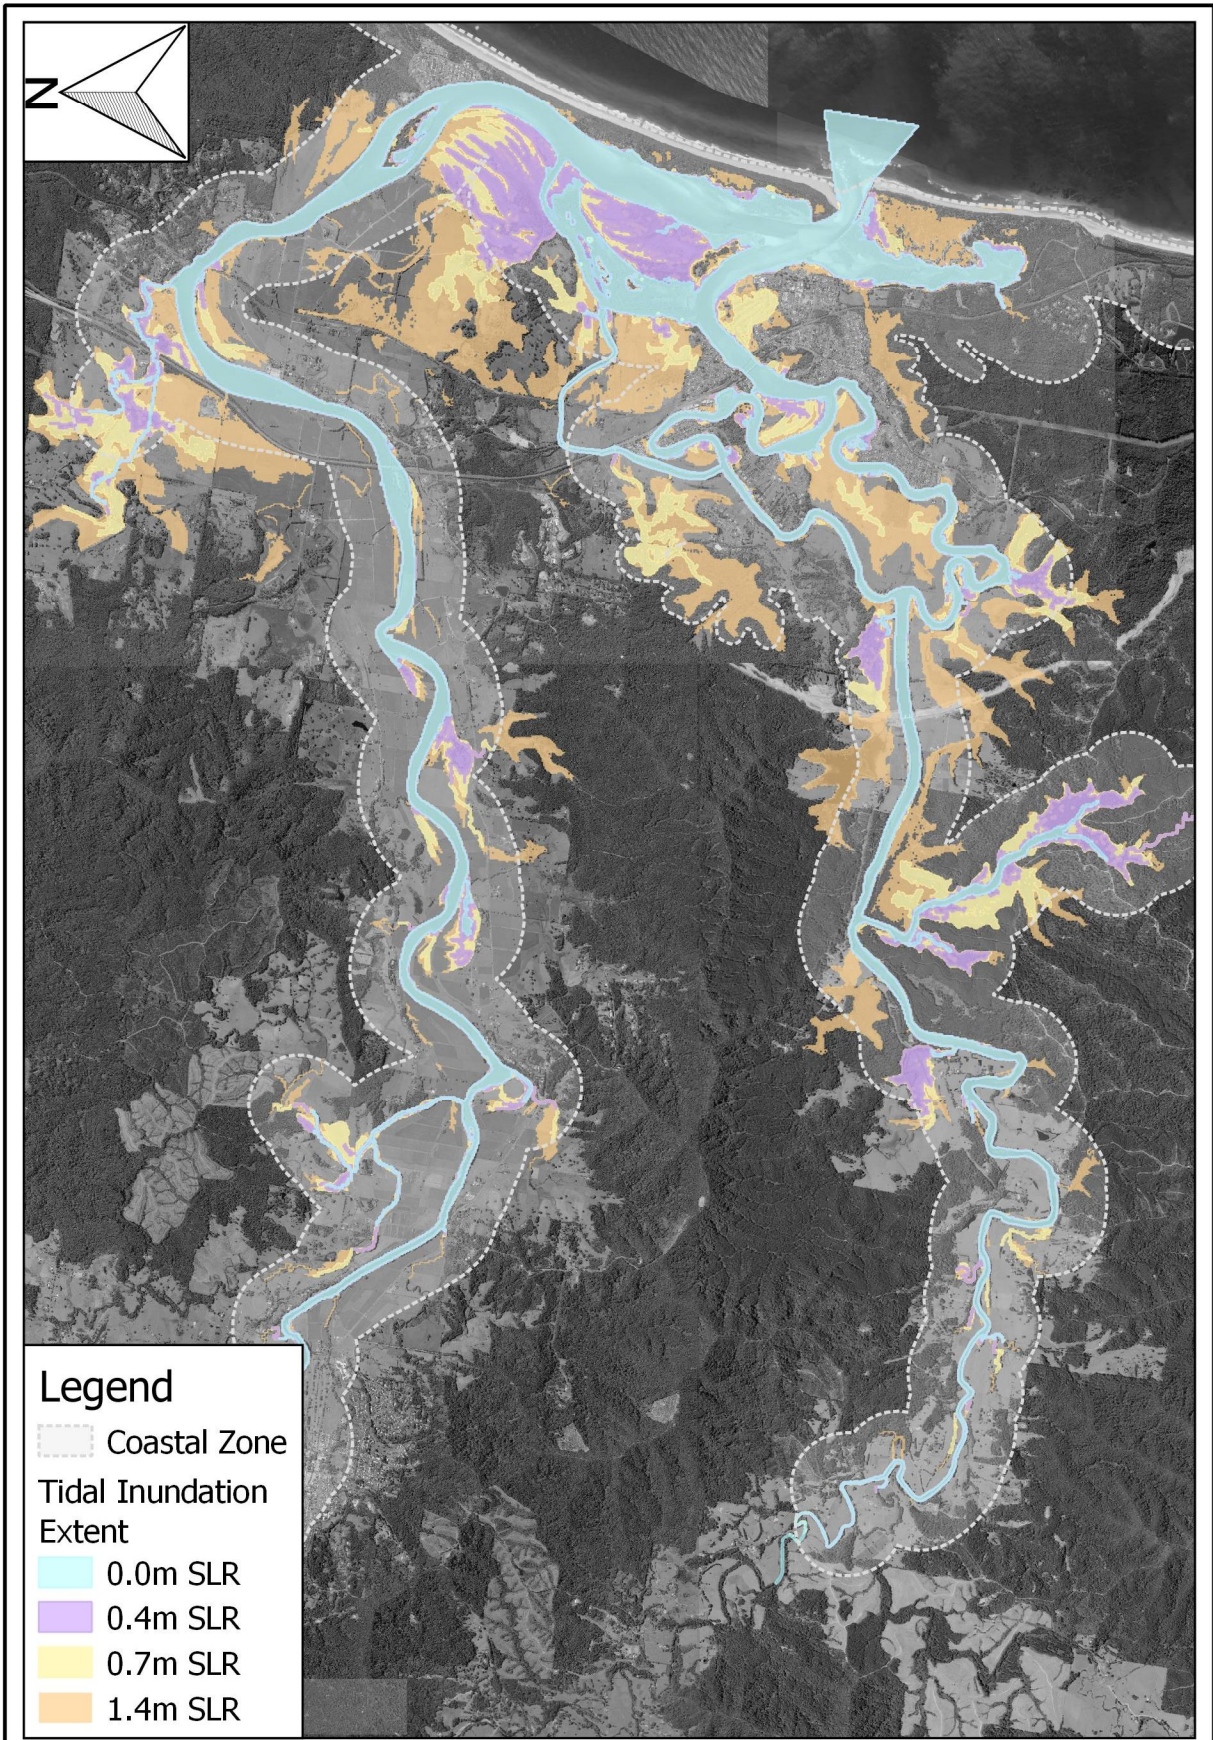 N
Legend
Coastal Zone
Tidal Inundation
Extent
0.0m SLR
0.4m SLR
0.7m SLR
1.4m SLR